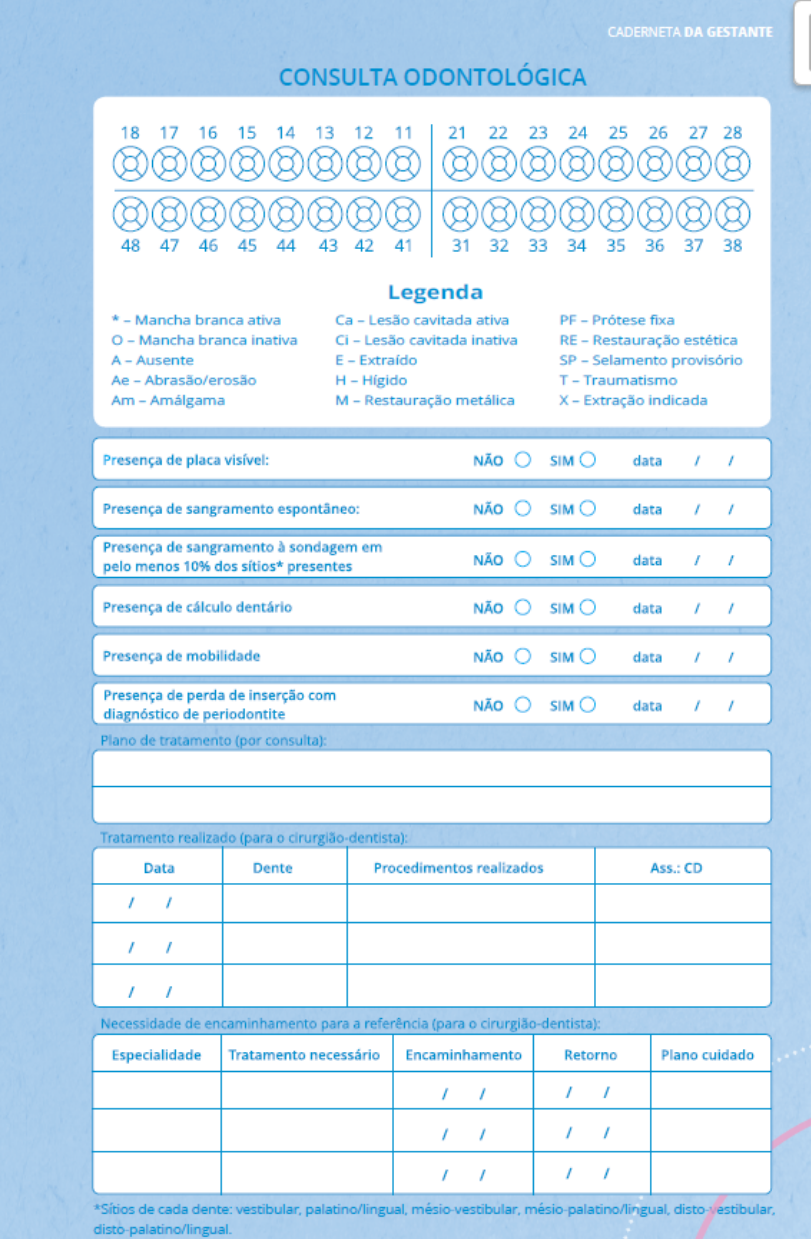 CADERNETA DA GESTANTE
CONSULTA ODONTOLÓGICA
18 17 16 15 14 13 12 11 21 22 23 24 25 26 27 28
48 47 46 45 44 43 42 41 31 32 33 34 35 36 37 38
Legenda
* – Mancha branca ativa
O – Mancha branca inativa
A – Ausente
Ae – Abrasão/erosão
Am – Amálgama
Ca – Lesão cavitada ativa
Ci – Lesão cavitada inativa
E – Extraído
H – Hígido
M – Restauração metálica
PF – Prótese fixa
RE – Restauração estética
SP – Selamento provisório
T – Traumatismo
X – Extração indicada
Presença de placa visível: NÃO SIM data / /
Presença de sangramento espontâneo: NÃO SIM data / /
Presença de sangramento à sondagem em
pelo menos 10% dos sítios* presentes NÃO SIM data / /
Presença de cálculo dentário NÃO SIM data / /
Presença de mobilidade NÃO SIM data / /
Presença de perda de inserção com
diagnóstico de periodontite NÃO SIM data / /
Plano de tratamento (por consulta):
Tratamento realizado (para o cirurgião-dentista):
Data Dente Procedimentos realizados Ass.: CD
/ /
/ /
/ /
Necessidade de encaminhamento para a referência (para o cirurgião-dentista):
Especialidade Tratamento necessário Encaminhamento Retorno Plano cuidado
/ / / /
/ / / /
/ / / /
*Sítios de cada dente: vestibular, palatino/lingual, mésio-vestibular, mésio-palatino/lingual, disto-vestibular,
disto-palatino/lingual.